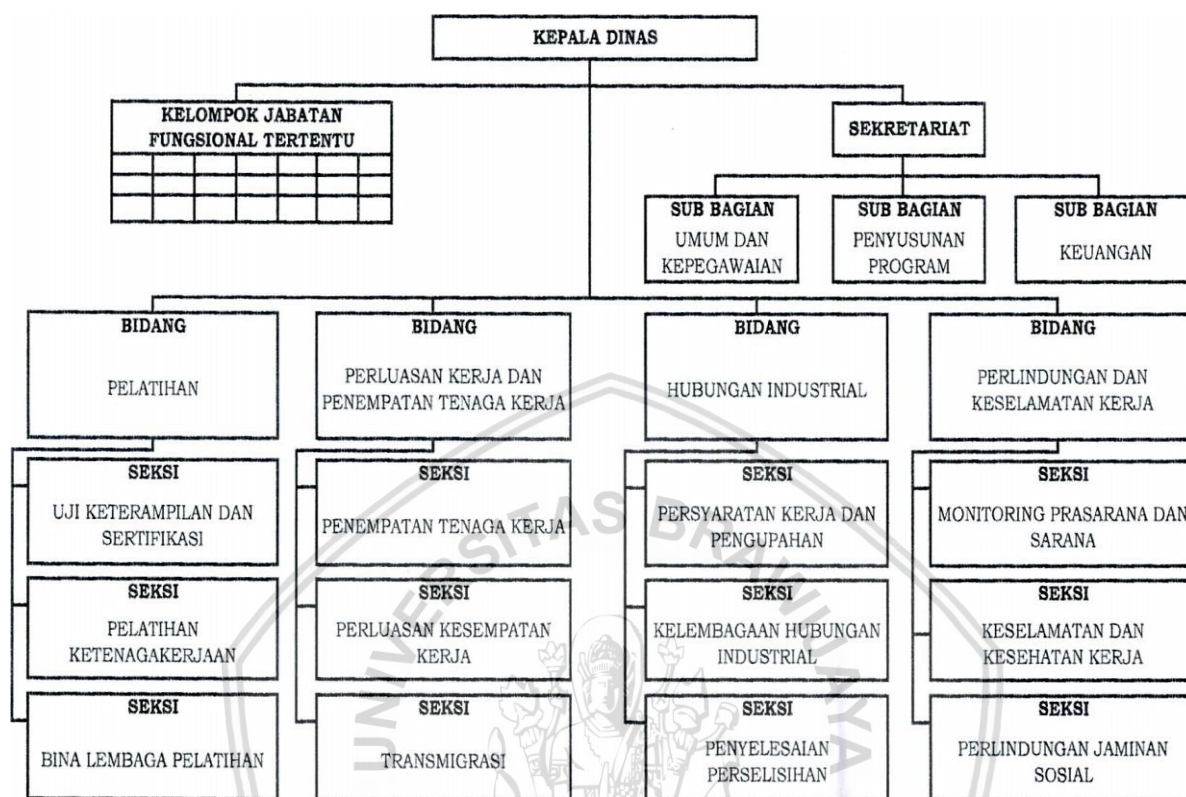 KEPALA DINAS
KELOMPOK JABATAN
FUNGSIONAL TERTENTU
SEKRETARIAT
SUB BAGIAN
UMUM DAN
KEPEGAWAIAN
SUB BAGIAN
PENYUSUNAN
PROGRAM
SUB BAGIAN
KEUANGAN
BIDANG
PELATIHAN
BIDANG
PERLUASAN KERJA DAN
PENEMPATAN TENAGA KERJA
BIDANG
HUBUNGAN INDUSTRIAL
BIDANG
PERLINDUNGAN DAN
KESELAMATAN KERJA
SEKSI
UJI KETERAMPILAN DAN
SERTIFIKASI
SEKSI
PENEMPATAN TENAGA KERJA
SEKSI
PERSYARATAN KERJA DAN
PENGUPAHAN
SEKSI
MONITORING PRASARANA DAN
SARANA
SEKSI
PELATIHAN
KETENAGAKERJAAN
SEKSI
PERLUASAN KESEMPATAN
KERJA
SEKSI
KELEMBAGAAN HUBUNGAN
INDUSTRIAL
SEKSI
KESELAMATAN DAN
KESEHATAN KERJA
SEKSI
BINA LEMBAGA PELATIHAN
SEKSI
TRANSMIGRASI
SEKSI
PENYELESAIAN
PERSELISIHAN
SEKSI
PERLINDUNGAN JAMINAN
SOSIAL
UNIVERSITAS BRAWIJAYA